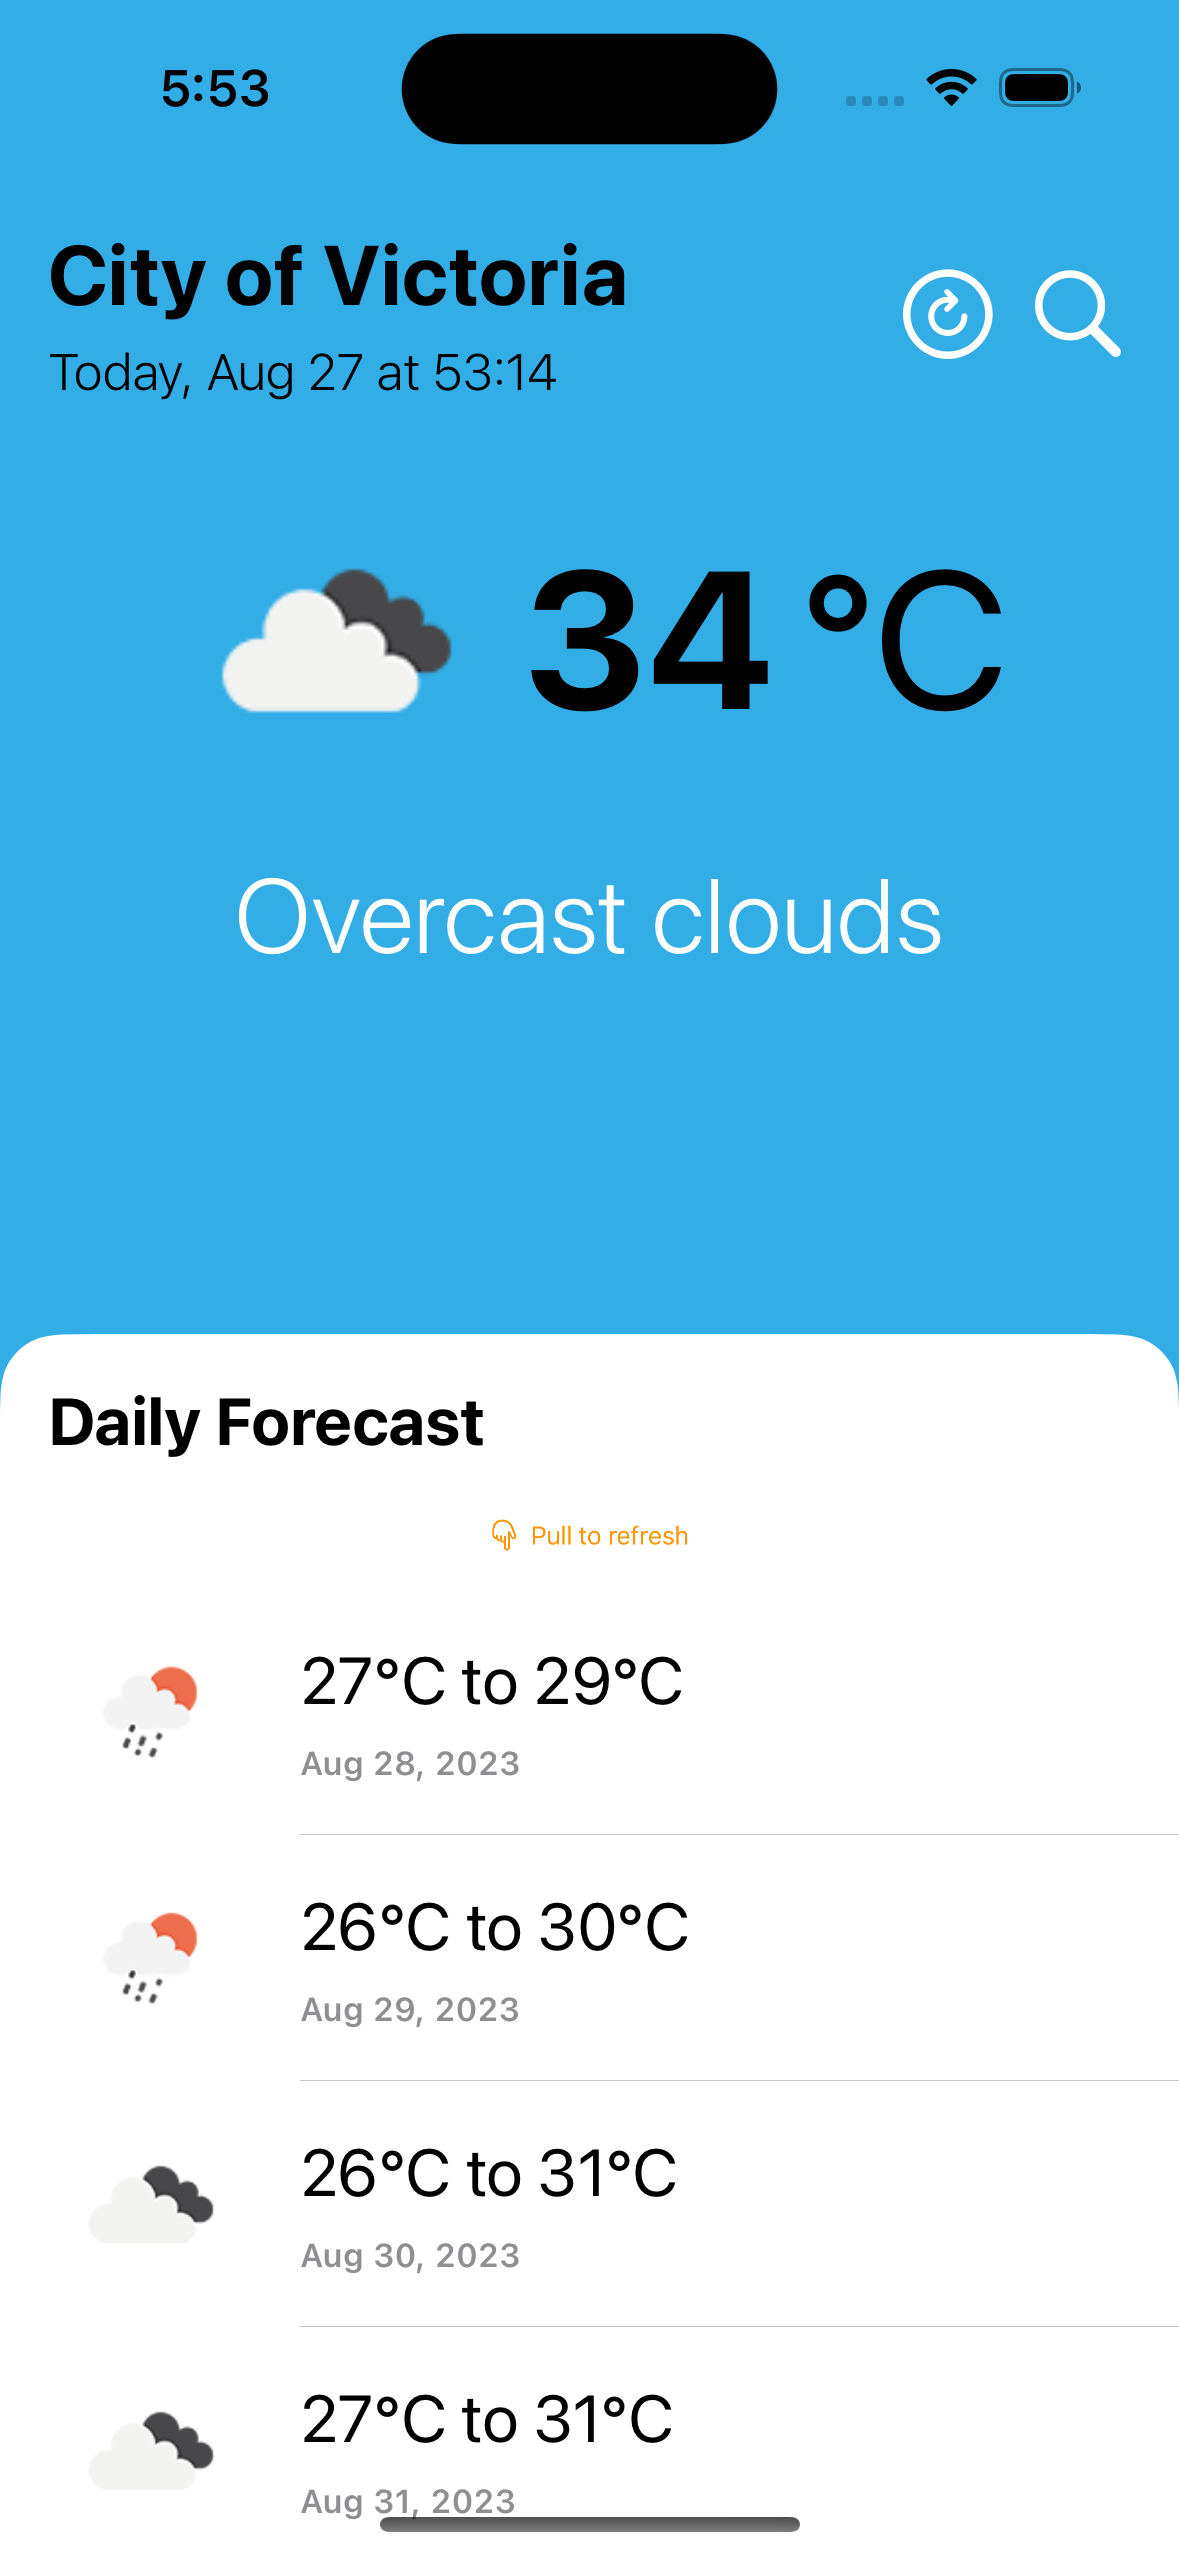 5:53
City of Victoria
Today, Aug 27 at 53:14
34 °C
Overcast clouds
Daily Forecast
Pull to refresh
27°C to 29°C
Aug 28, 2023
26°C to 30°C
Aug 29, 2023
26°C to 31°C
Aug 30, 2023
27°C to 31°C
Aug 31, 2023